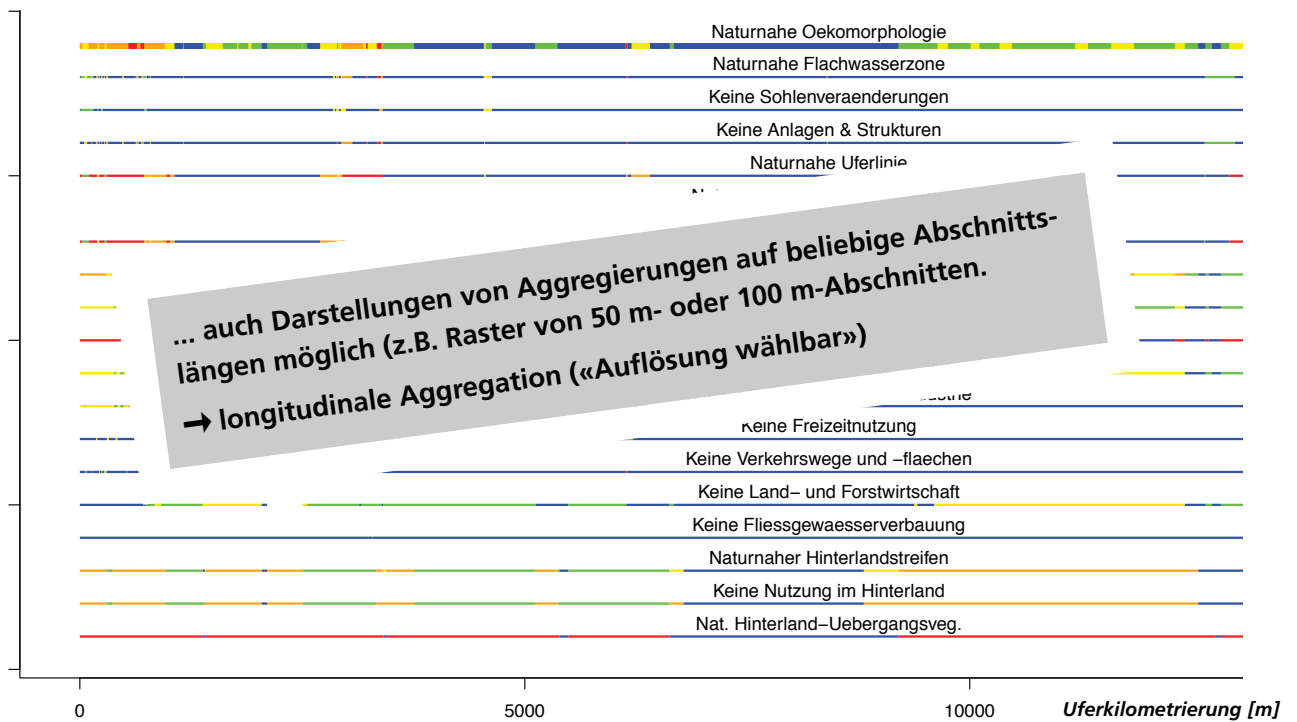 Naturnahe Oekomorphologie
Naturnahe Flachwasserzone
Keine Sohlenveraenderungen
Keine Anlagen & Strukturen
Naturnahe Uferlinie
... auch Darstellungen von Aggregierungen auf beliebige Abschnitts-
längen möglich (z.B. Raster von 50 m- oder 100 m-Abschnitten.
→ longitudinale Aggregation («Auflösung wählbar»)
Keine Freizeitnutzung
Keine Verkehrswege und −flaechen
Keine Land− und Forstwirtschaft
Keine Fliessgewaesserverbauung
Naturnaher Hinterlandstreifen
Keine Nutzung im Hinterland
Nat. Hinterland−Uebergangsveg.
0 5000 10000 Uferkilometrierung [m]